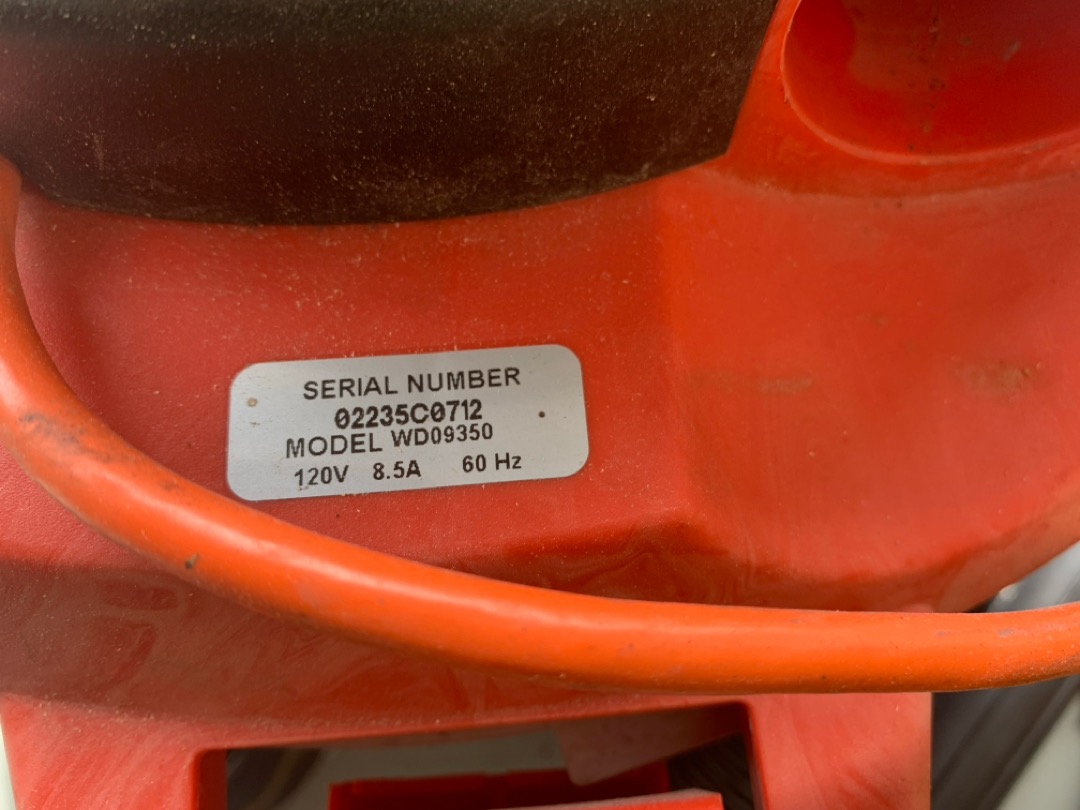 SERIAL NUMBER
02235C0712
MODEL WD09350
120V 8.5A 60 Hz